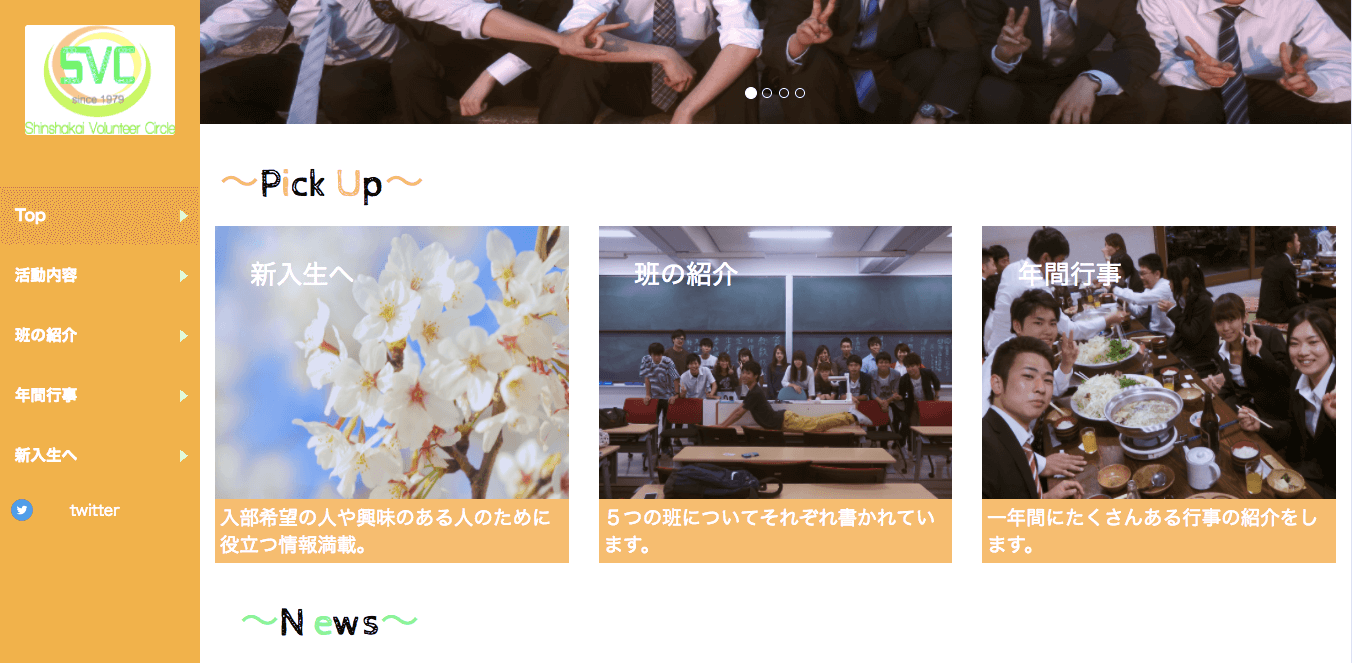 SVC
since 1979
Shinshakai Volunteer Circle
Top
活動内容
班の紹介
年間行事
新入生へ
twitter
〜Pick Up〜
新入生へ
班の紹介
年間行事
入部希望の人や興味のある人のために
役立つ情報満載。
５つの班についてそれぞれ書かれてい
ます。
一年間にたくさんある行事の紹介をし
ます。
〜News〜